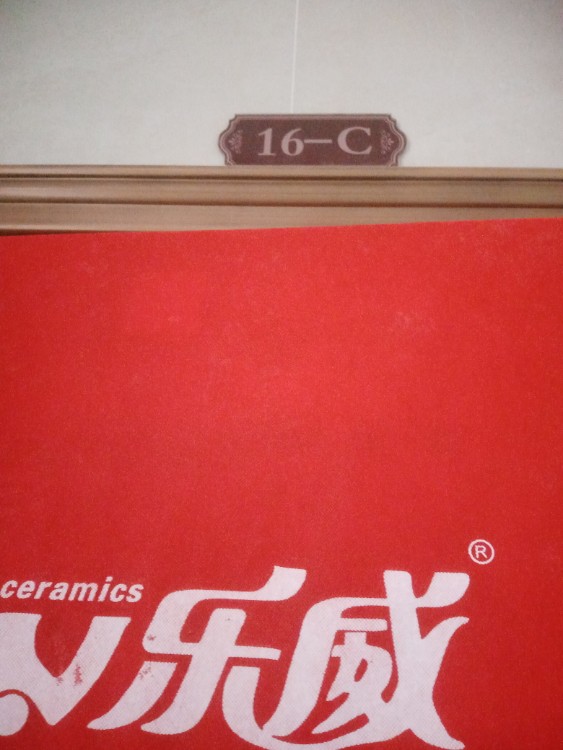 16-C
®
ceramics
乐威